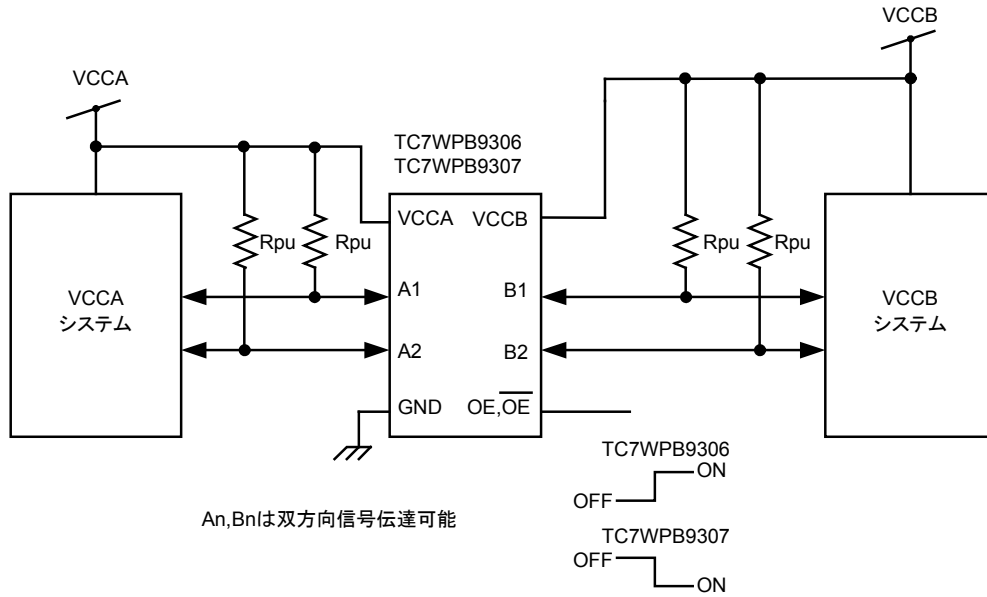 VCCB
VCCA
TC7WPB9306
TC7WPB9307
VCCA VCCB
Rpu Rpu Rpu Rpu
VCCA
システム
A1 B1
VCCB
システム
A2 B2
GND OE,OE
TC7WPB9306
ON
OFF
An,Bnは双方向信号伝達可能
TC7WPB9307
OFF
ON